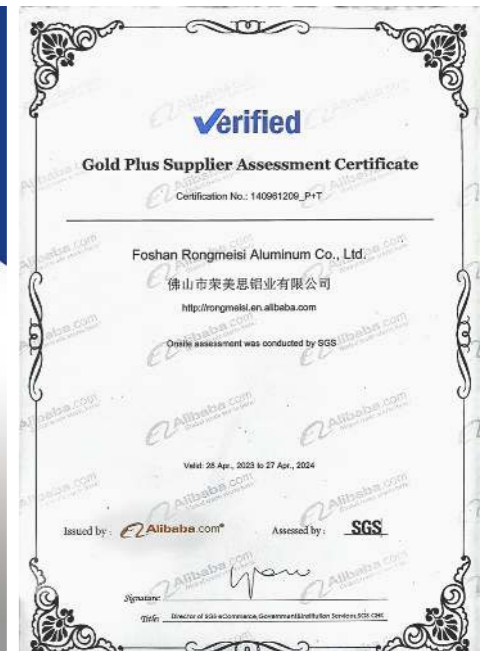 Verified
Gold Plus Supplier Assessment Certificate
Certification No.: 140961209_P+T
Foshan Rongmeisi Aluminum Co., Ltd.
佛山市荣美思铝业有限公司
http://rongmeisi.en.alibaba.com
Onsite assessment was conducted by SGS
Valid: 28 Apr., 2023 to 27 Apr., 2024
Issued by : Alibaba.com® Assessed by : SGS
Signature:
Title: Director of SGS eCommerce, Government&Institution Services, SGS-CHN